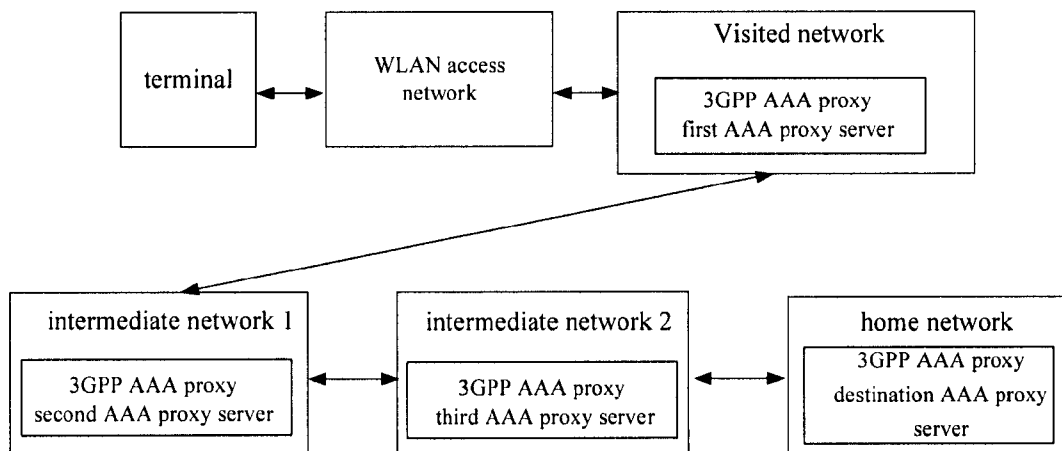 terminal
WLAN access
network
Visited network
3GPP AAA proxy
first AAA proxy server
intermediate network 1
3GPP AAA proxy
second AAA proxy server
intermediate network 2
3GPP AAA proxy
third AAA proxy server
home network
3GPP AAA proxy
destination AAA proxy
server